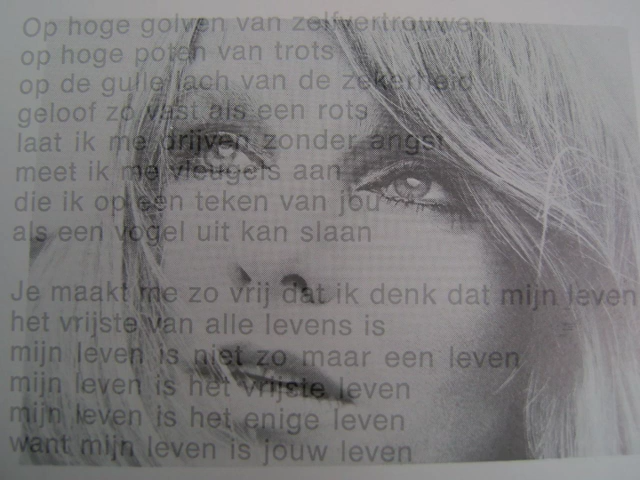 Op hoge golven van zelfvertrouwen
op hoge poten van trots
op de gulle lach van de zekerheid
geloof zo vast als een rots
laat ik me drijven zonder angst
meet ik me vleugels aan
die ik op een teken van jou
als een vogel uit kan slaan
Je maakt me zo vrij dat ik denk dat mijn leven
het vrijste van alle levens is
mijn leven is niet zo maar een leven
mijn leven is het vrijste leven
mijn leven is het enige leven
want mijn leven is jouw leven